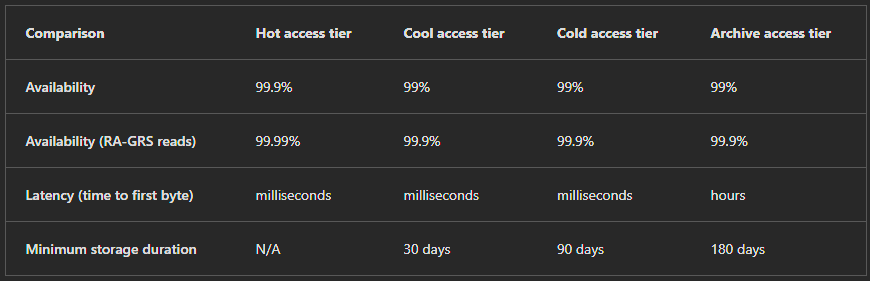 Comparison Hot access tier Cool access tier Cold access tier Archive access tier
Availability 99.9% 99% 99% 99%
Availability (RA-GRS reads) 99.99% 99.9% 99.9% 99.9%
Latency (time to first byte) milliseconds milliseconds milliseconds hours
Minimum storage duration N/A 30 days 90 days 180 days